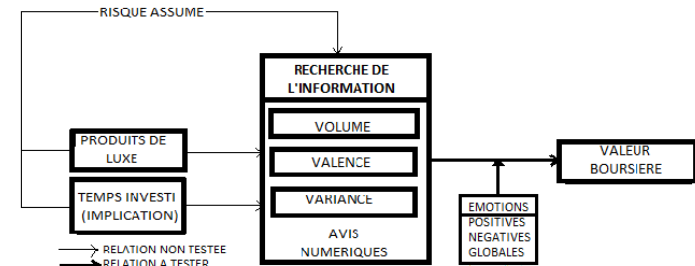 RISQUE ASSUME
RECHERCHE DE
L'INFORMATION
VOLUME
PRODUITS DE
LUXE
VALENCE
VALEUR
BOURSIERE
TEMPS INVESTI
(IMPLICATION)
VARIANCE
EMOTIONS
POSITIVES
NEGATIVES
GLOBALES
AVIS
NUMERIQUES
RELATION NON TESTEE
RELATION A TESTER